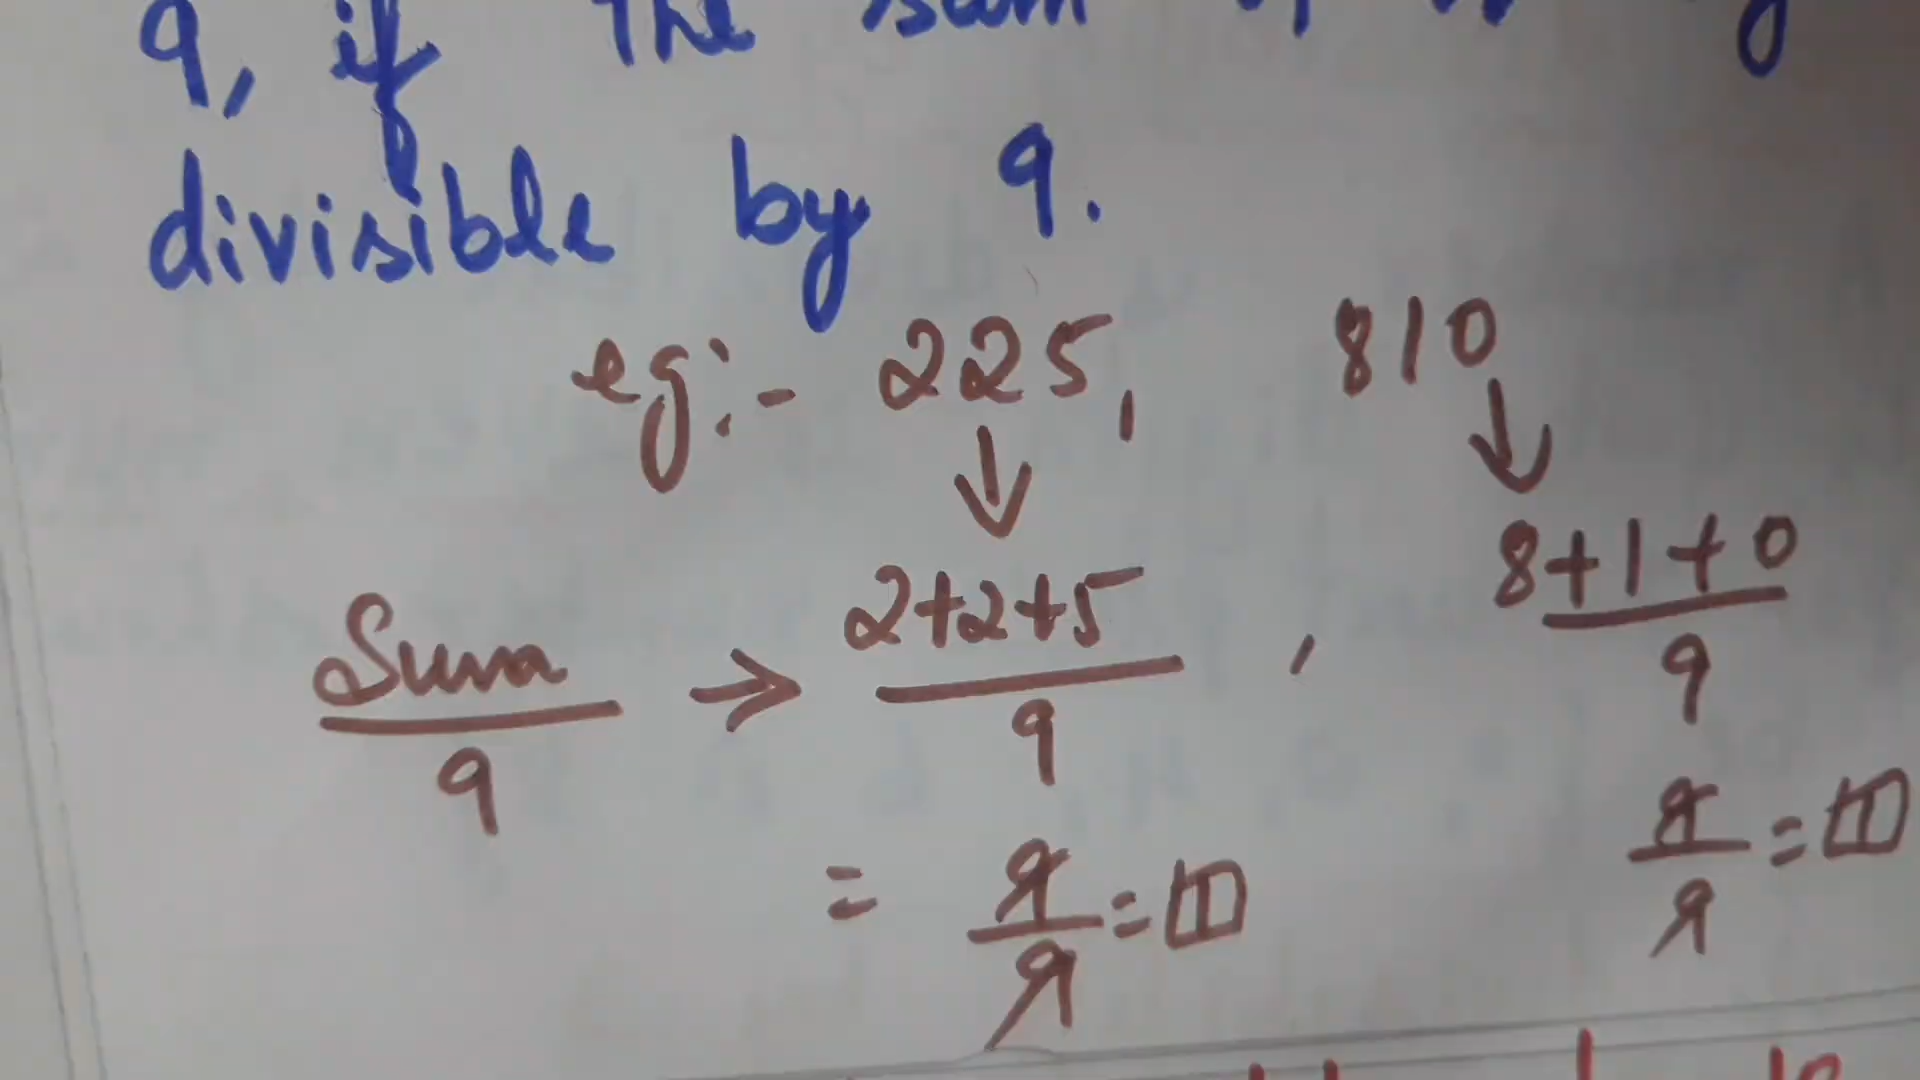 9, if the sum
divisible by 9.
eg:- 225, 810
↓ ↓
Sum/9 → 2+2+5/9 , 8+1+0/9
= 9/9 = 1 9/9 = 1